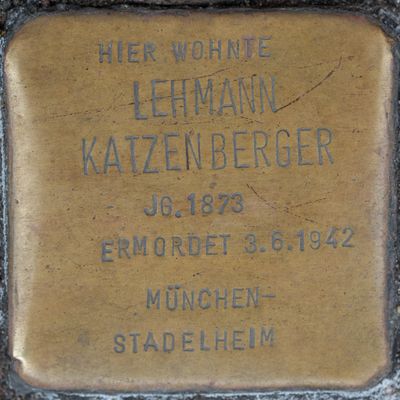 HIER WOHNTE
LEHMANN
KATZENBERGER
JG.1873
ERMORDET 3.6.1942
MÜNCHEN-
STADELHEIM